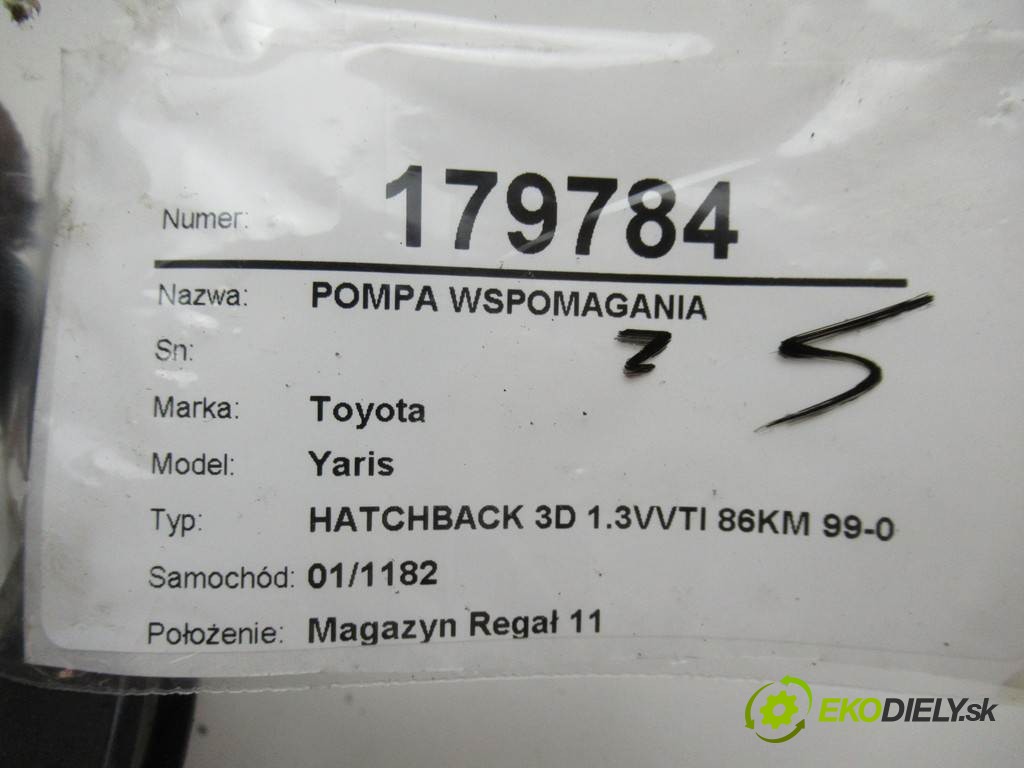 Numer: 179784
Nazwa: POMPA WSPOMAGANIA
Sn:
z S
Marka: Toyota
Model: Yaris
Typ: HATCHBACK 3D 1.3VVTI 86KM 99-0
Samochód: 01/1182
Położenie: Magazyn Regał 11
EKODIELY.sk